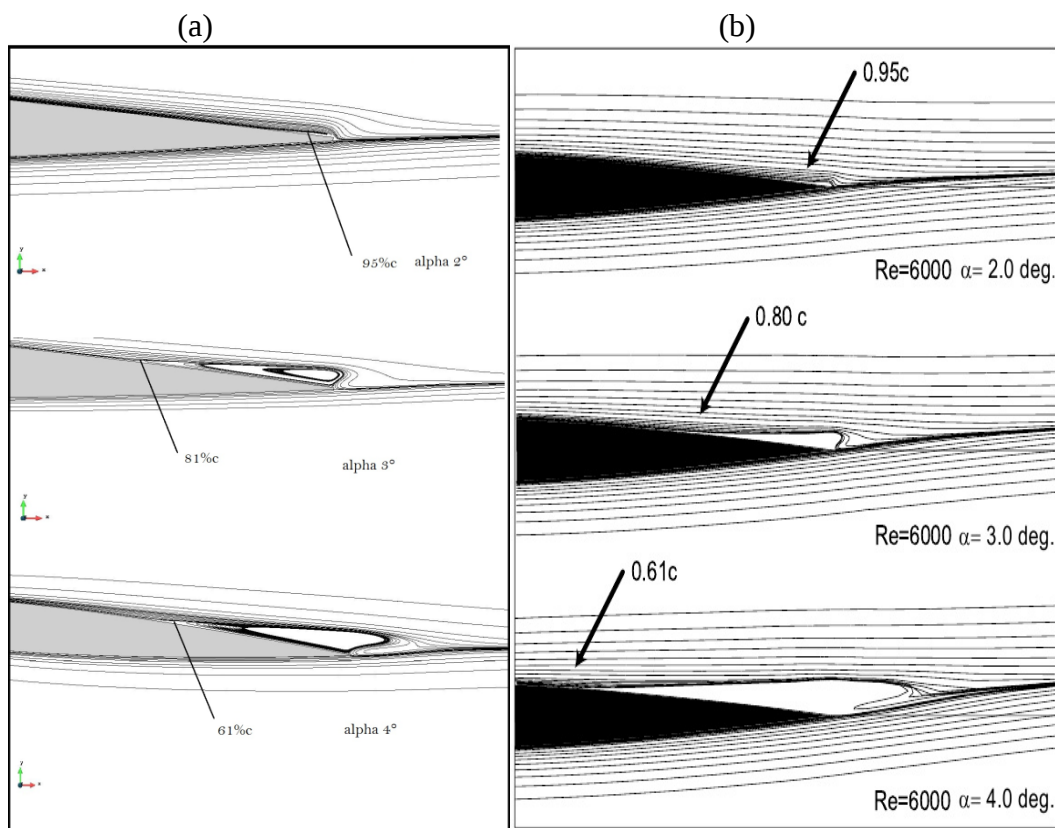 (a)
95%c alpha 2°
y
x
81%c
alpha 3°
y
x
61%c
alpha 4°
y
x
(b)
0.95c
Re=6000 α= 2.0 deg.
0.80 c
Re=6000 α= 3.0 deg.
0.61c
Re=6000 α= 4.0 deg.